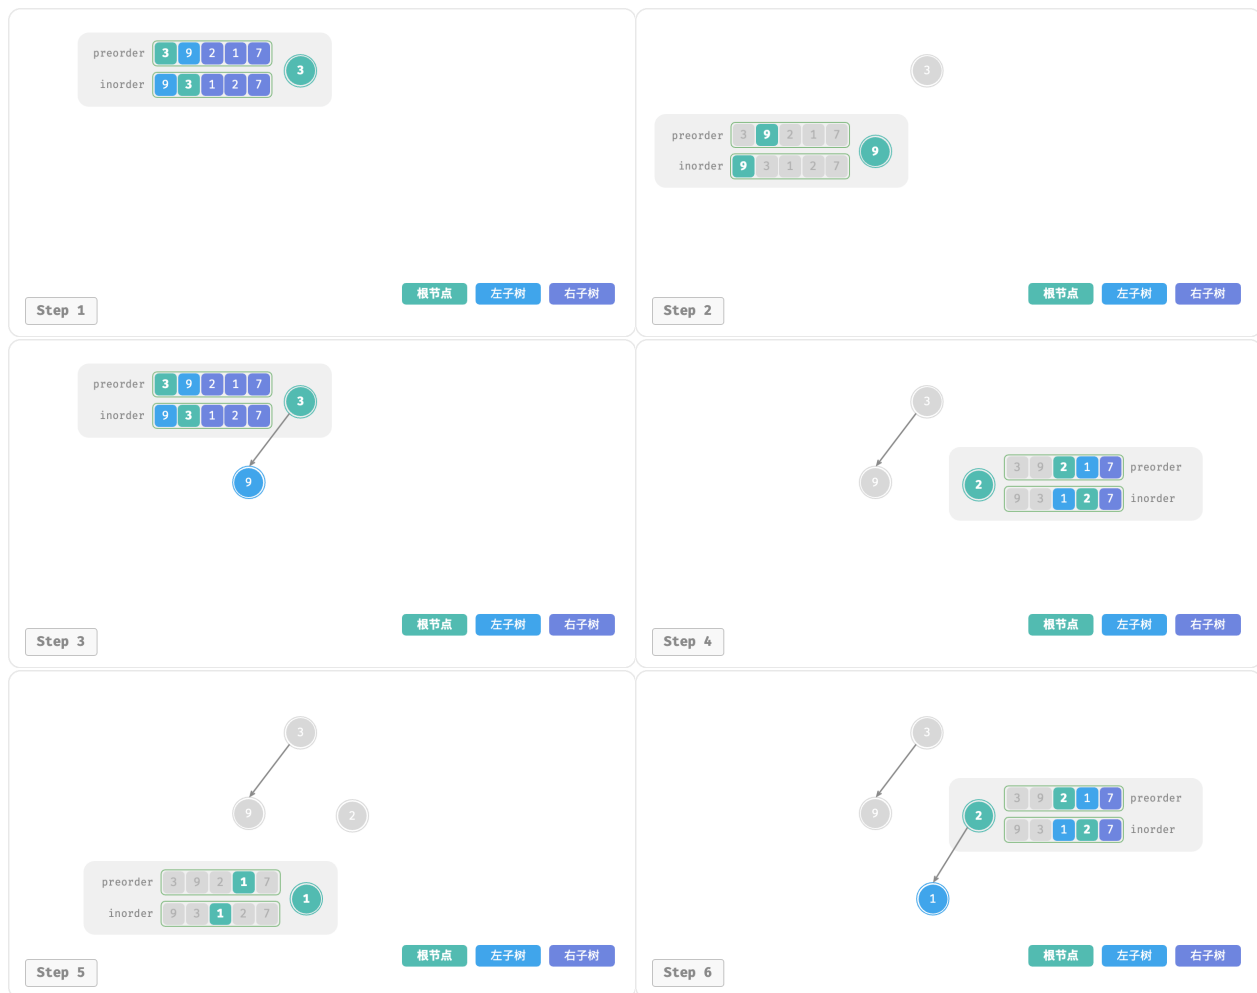 preorder 3 9 2 1 7
3
inorder 9 3 1 2 7
根节点 左子树 右子树
Step 1
3
preorder 3 9 2 1 7
9
inorder 9 3 1 2 7
根节点 左子树 右子树
Step 2
preorder 3 9 2 1 7
3
inorder 9 3 1 2 7
9
根节点 左子树 右子树
Step 3
3
3 9 2 1 7 preorder
9
2
9 3 1 2 7 inorder
根节点 左子树 右子树
Step 4
3
9
2
preorder 3 9 2 1 7
1
inorder 9 3 1 2 7
根节点 左子树 右子树
Step 5
3
3 9 2 1 7 preorder
9
2
9 3 1 2 7 inorder
1
根节点 左子树 右子树
Step 6